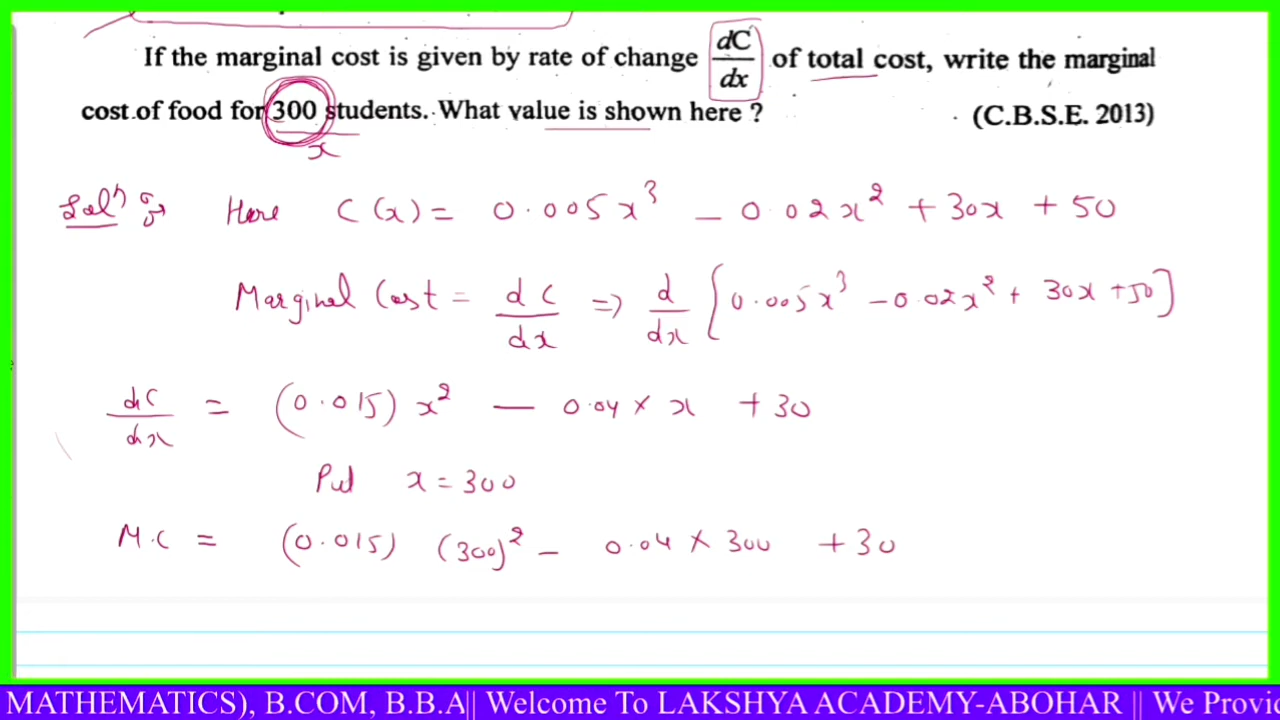 If the marginal cost is given by rate of change dC/dx of total cost, write the marginal
cost of food for 300 students. What value is shown here ? (C.B.S.E. 2013)
x
Solⁿ Here C(x) = 0.005x³ - 0.02x² + 30x + 50
Marginal Cost = dC/dx => d/dx [0.005x³ - 0.02x² + 30x + 50]
dC/dx = (0.015) x² - 0.04 × x + 30
Put x = 300
M.C = (0.015) (300)² - 0.04 × 300 + 30
MATHEMATICS), B.COM, B.B.A|| Welcome To LAKSHYA ACADEMY-ABOHAR || We Provi